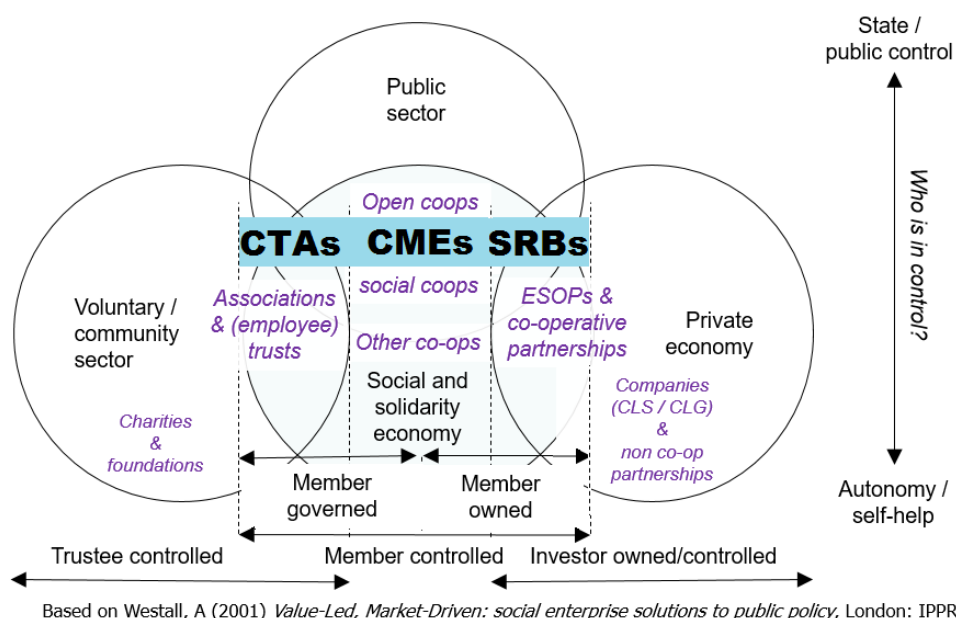 State /
public control
Public
sector
Who is in control?
Open coops
CTAs CMEs SRBs
social coops
Associations
& (employee)
trusts
ESOPs &
co-operative
partnerships
Voluntary /
community
sector
Other co-ops
Private
economy
Social and
solidarity
economy
Charities
&
foundations
Companies
(CLS / CLG)
&
non co-op
partnerships
Member
governed
Member
owned
Autonomy /
self-help
Trustee controlled
Member controlled
Investor owned/controlled
Based on Westall, A (2001) Value-Led, Market-Driven: social enterprise solutions to public policy, London: IPPR